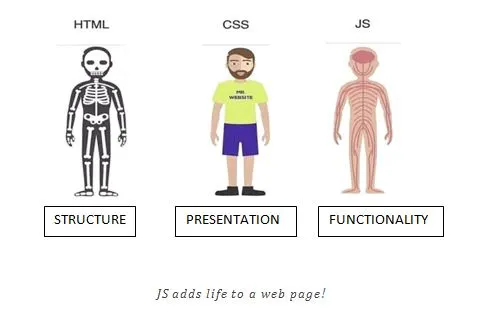 HTML CSS JS
MR.
WEBSITE
STRUCTURE PRESENTATION FUNCTIONALITY
JS adds life to a web page!